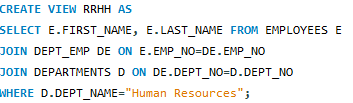 CREATE VIEW RRHH AS
SELECT E.FIRST_NAME, E.LAST_NAME FROM EMPLOYEES E
JOIN DEPT_EMP DE ON E.EMP_NO=DE.EMP_NO
JOIN DEPARTMENTS D ON DE.DEPT_NO=D.DEPT_NO
WHERE D.DEPT_NAME="Human Resources";